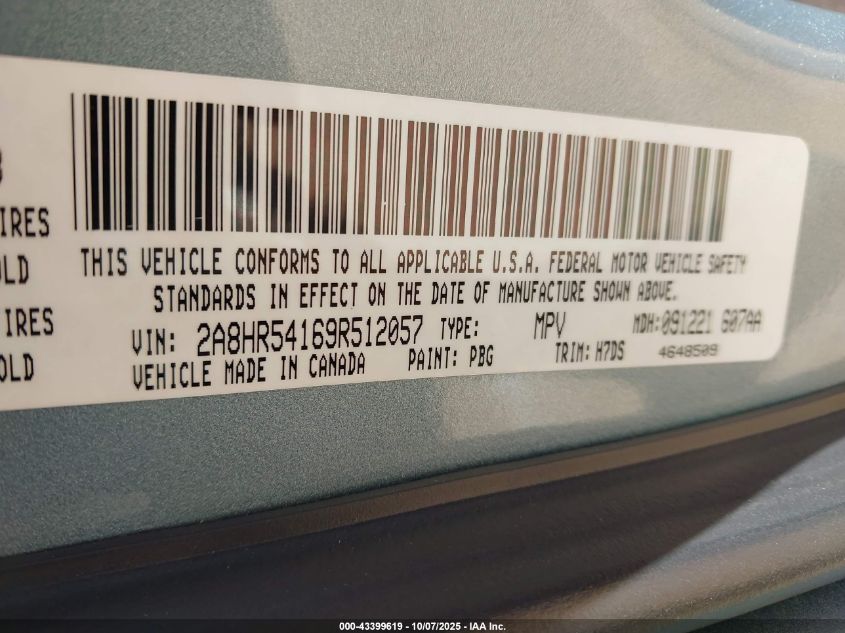 IRES
OLD
IRES
OLD
THIS VEHICLE CONFORMS TO ALL APPLICABLE U.S.A. FEDERAL MOTOR VEHICLE SAFETY
STANDARDS IN EFFECT ON THE DATE OF MANUFACTURE SHOWN ABOVE.
VIN: 2A8HR54169R512057 TYPE: MPV MDH:091221 607AA
VEHICLE MADE IN CANADA PAINT: PBG TRIM: H7DS 4648509
000-43399619 - 10/07/2025 - IAA Inc.